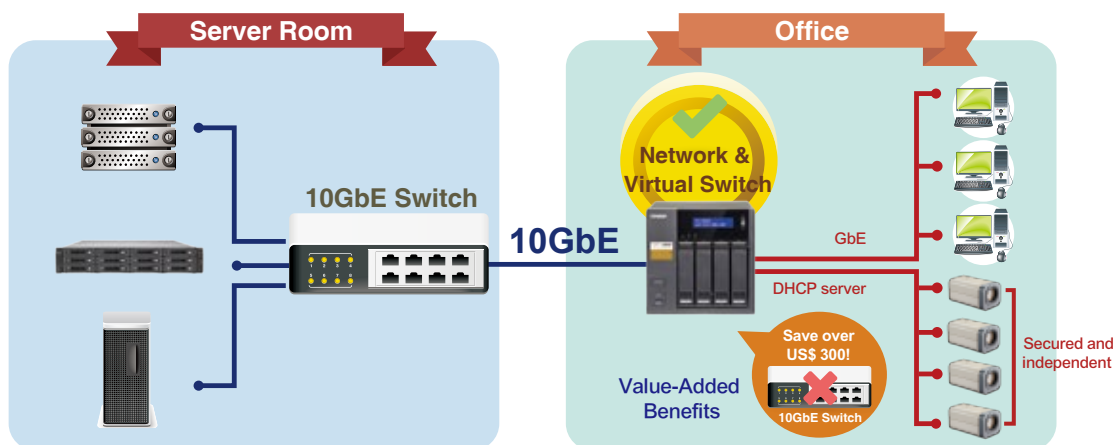 Server Room
Office
10GbE Switch
10GbE
Network &
Virtual Switch
GbE
DHCP server
Secured and
independent
Save over
US$ 300!
10GbE Switch
Value-Added
Benefits